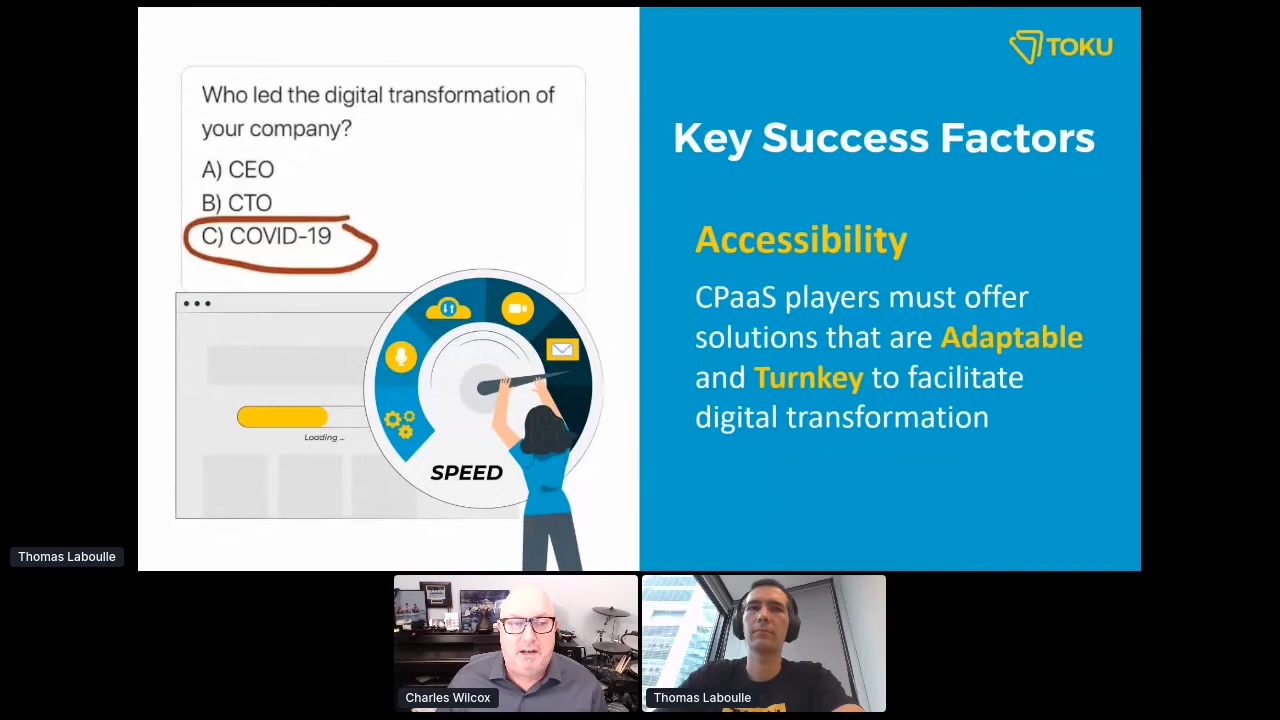 Who led the digital transformation of
your company?
A) CEO
B) CTO
C) COVID-19
Loading ...
SPEED
TOKU
Key Success Factors
Accessibility
CPaaS players must offer
solutions that are Adaptable
and Turnkey to facilitate
digital transformation
Thomas Laboulle
Charles Wilcox
Thomas Laboulle